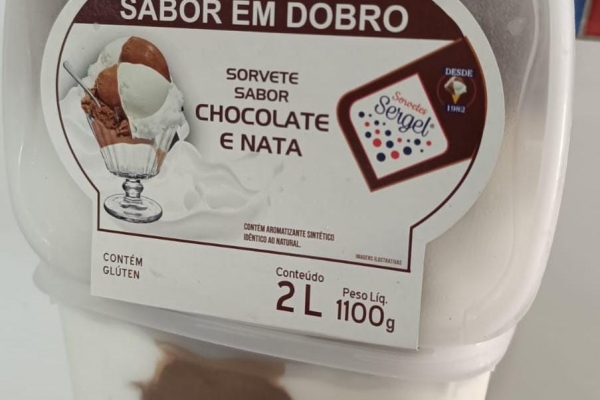 SABOR EM DOBRO
SORVETE
SABOR
CHOCOLATE
E NATA
Sorvetes
Sergel
DESDE
1982
CONTÉM AROMATIZANTE SINTÉTICO
IDÊNTICO AO NATURAL.
IMAGENS ILUSTRATIVAS
CONTÉM
GLÚTEN
Conteúdo
2 L
Peso Líq.
1100g